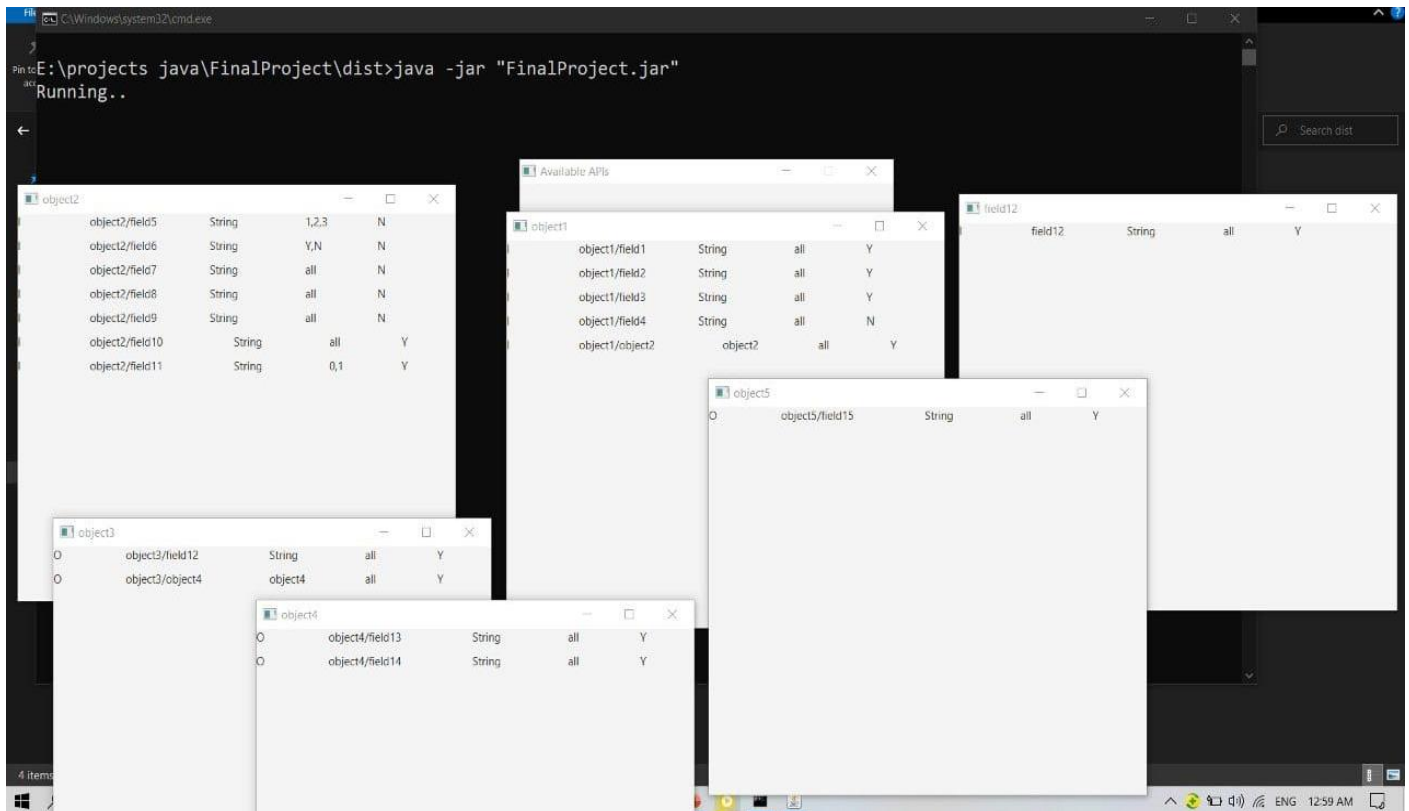 C:\Windows\system32\cmd.exe
E:\projects java\FinalProject\dist>java -jar "FinalProject.jar"
Running..
Pin to
Search dist
Available APIs
object2
I object2/field5 String 1,2,3 N
I object2/field6 String Y,N N
I object2/field7 String all N
I object2/field8 String all N
I object2/field9 String all N
I object2/field10 String all Y
I object2/field11 String 0,1 Y
object1
I object1/field1 String all Y
I object1/field2 String all Y
I object1/field3 String all Y
I object1/field4 String all N
I object1/object2 object2 all Y
field12
I field12 String all Y
object5
O object5/field15 String all Y
object3
O object3/field12 String all Y
O object3/object4 object4 all Y
object4
O object4/field13 String all Y
O object4/field14 String all Y
4 items
ENG 12:59 AM